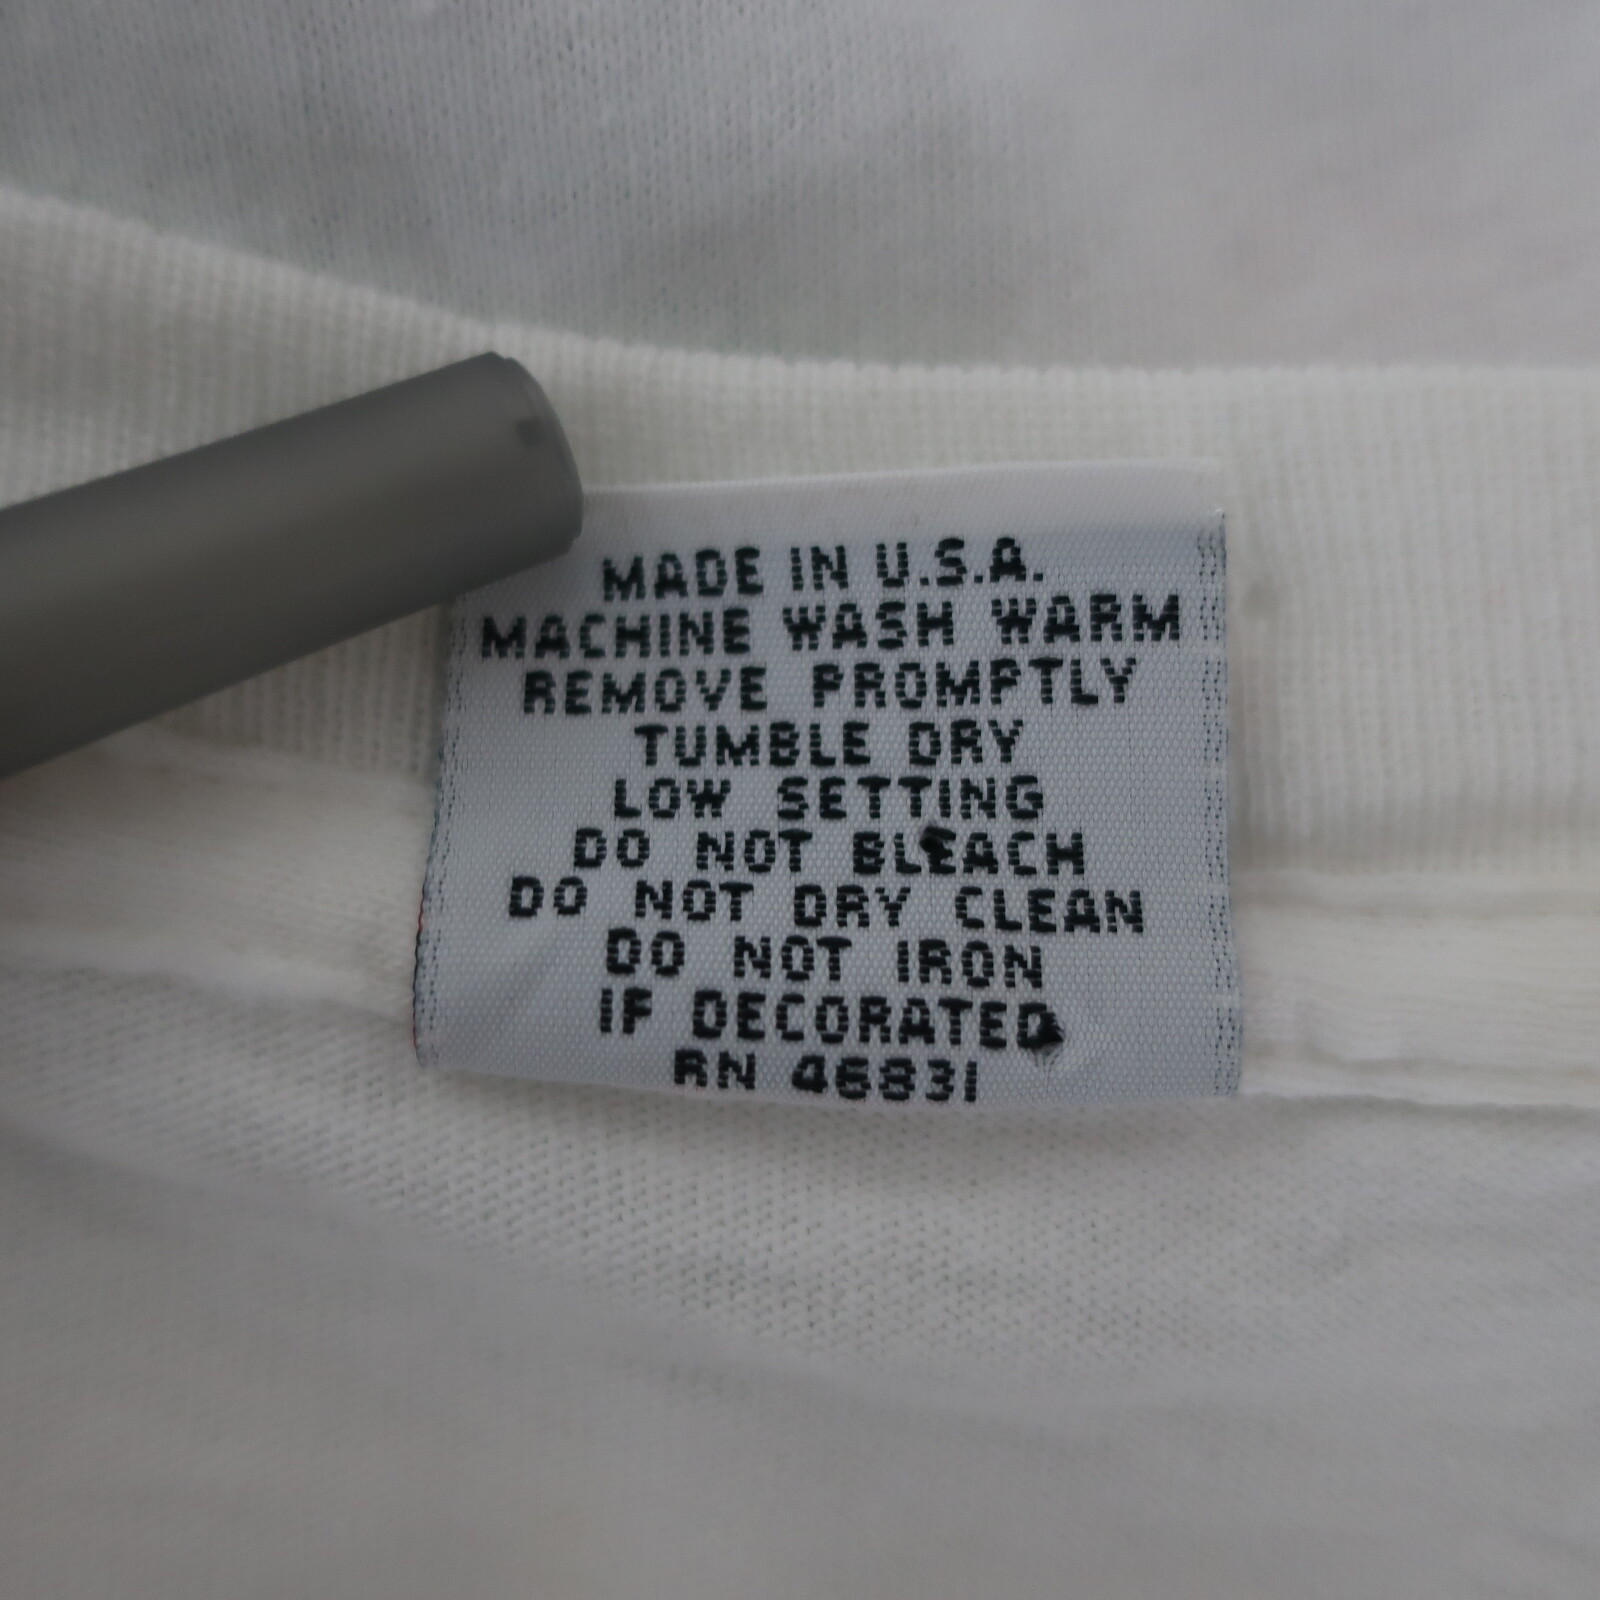 MADE IN U.S.A.
MACHINE WASH WARM
REMOVE PROMPTLY
TUMBLE DRY
LOW SETTING
DO NOT BLEACH
DO NOT DRY CLEAN
DO NOT IRON
IF DECORATED
RN 46831